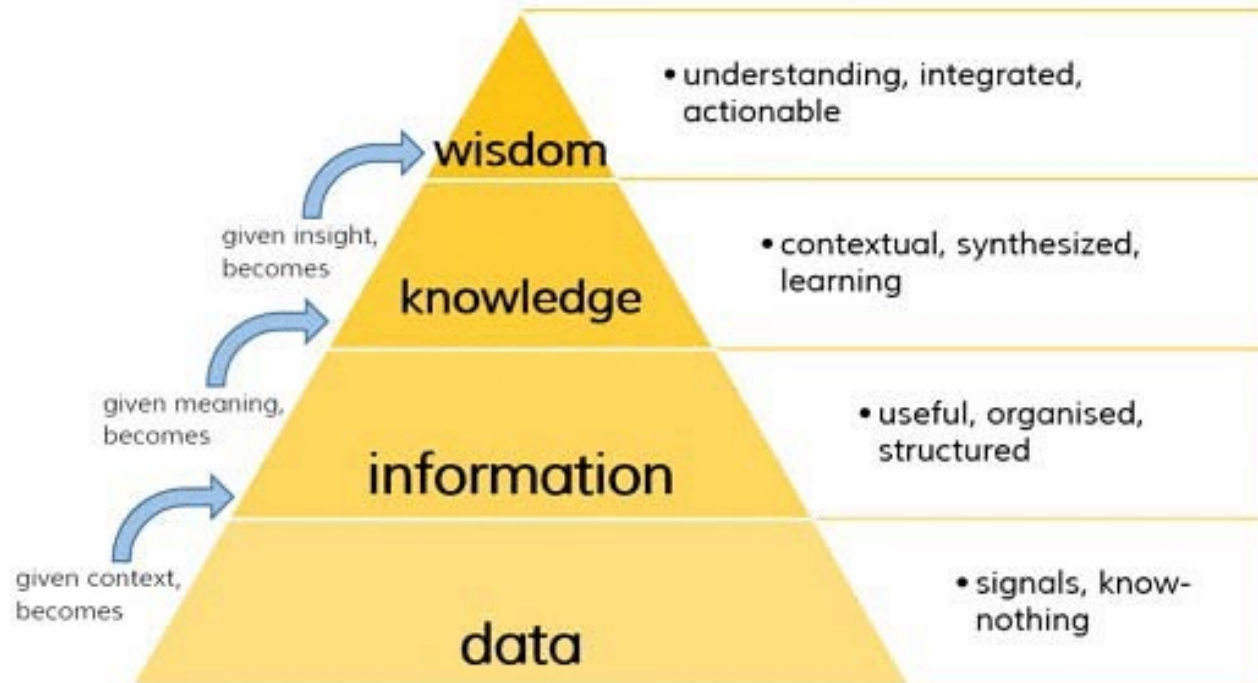 • understanding, integrated,
actionable
wisdom
given insight,
becomes
• contextual, synthesized,
learning
knowledge
given meaning,
becomes
• useful, organised,
structured
information
given context,
becomes
• signals, know-
nothing
data